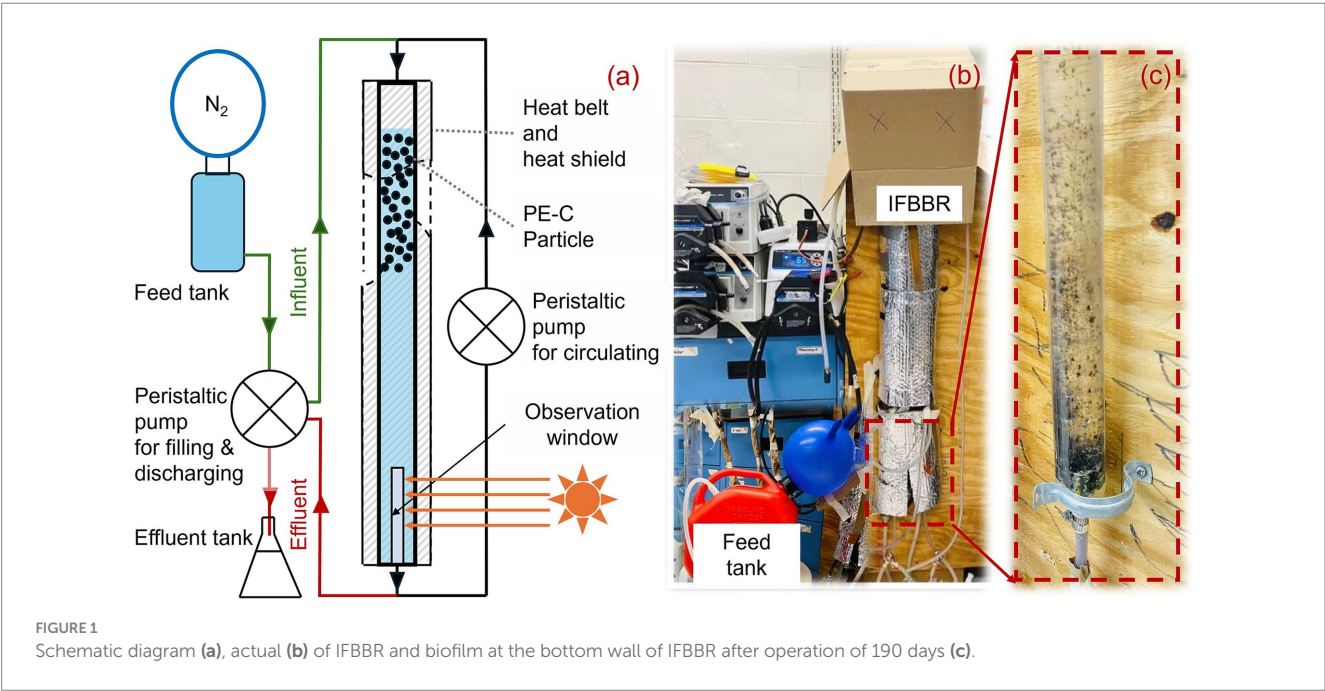 (a)
N₂
Heat belt
and
heat shield
PE-C
Particle
Feed tank
Influent
Peristaltic
pump
for circulating
Peristaltic
pump
for filling &
discharging
Observation
window
Effluent tank
Effluent
(b)
IFBBR
Feed
tank
(c)
FIGURE 1
Schematic diagram (a), actual (b) of IFBBR and biofilm at the bottom wall of IFBBR after operation of 190 days (c).